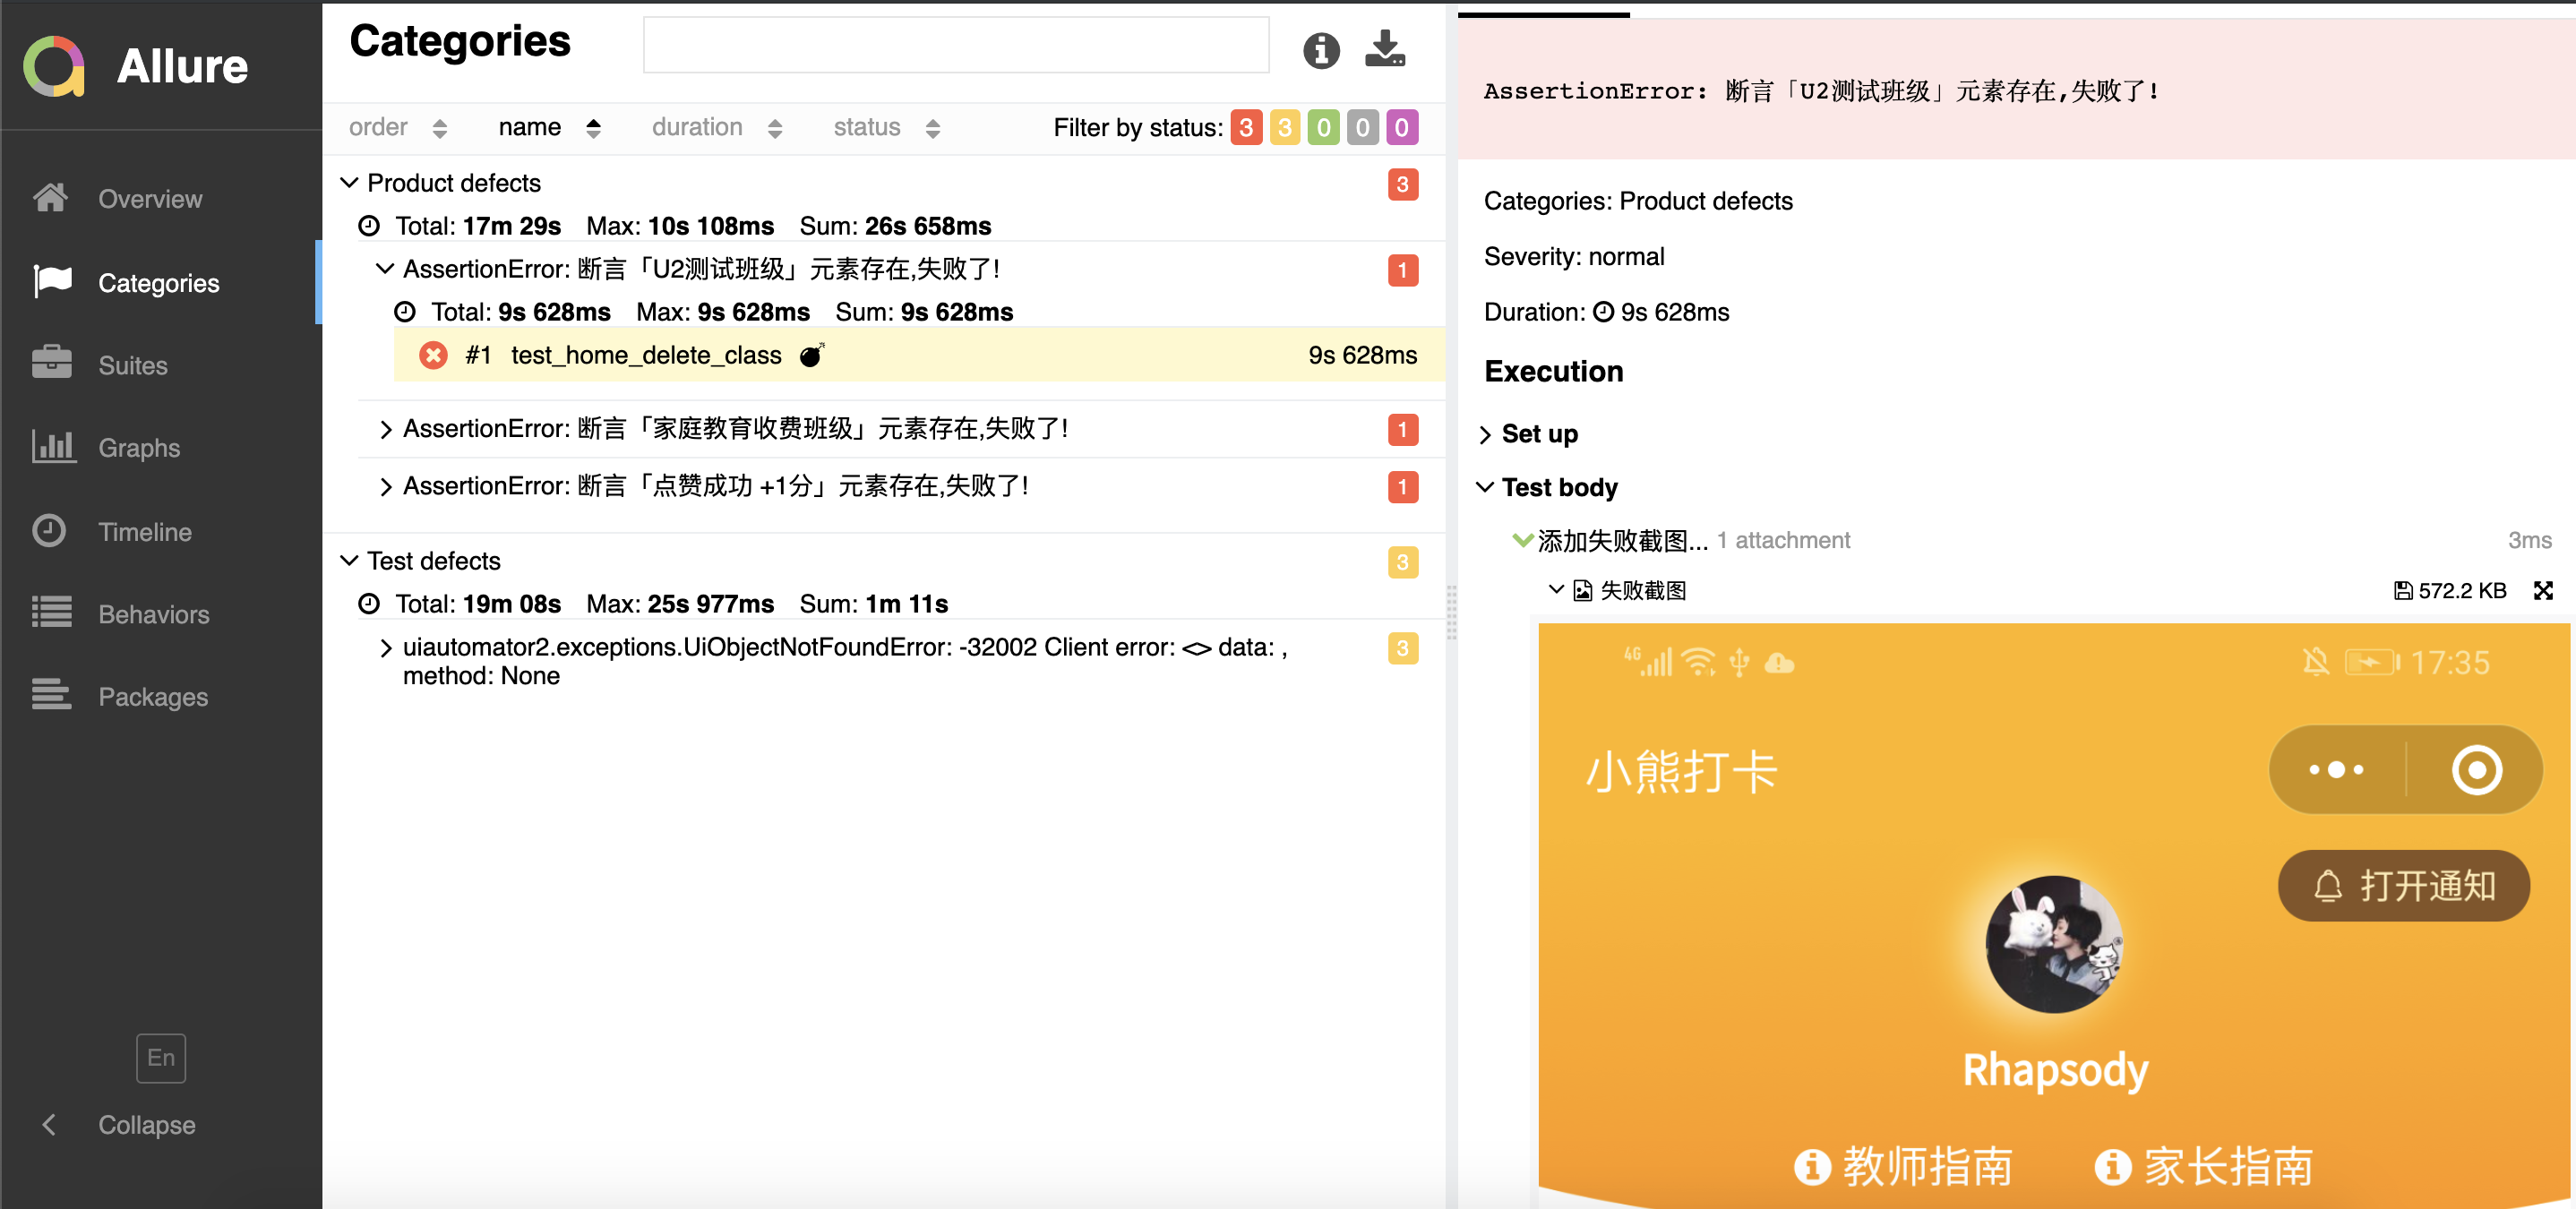 Allure
Overview
Categories
Suites
Graphs
Timeline
Behaviors
Packages
En
Collapse
Categories
order name duration status Filter by status: 3 3 0 0 0
Product defects 3
Total: 17m 29s Max: 10s 108ms Sum: 26s 658ms
AssertionError: 断言「U2测试班级」元素存在,失败了! 1
Total: 9s 628ms Max: 9s 628ms Sum: 9s 628ms
#1 test_home_delete_class 9s 628ms
AssertionError: 断言「家庭教育收费班级」元素存在,失败了! 1
AssertionError: 断言「点赞成功 +1分」元素存在,失败了! 1
Test defects 3
Total: 19m 08s Max: 25s 977ms Sum: 1m 11s
uiautomator2.exceptions.UiObjectNotFoundError: -32002 Client error: <> data: , 3
method: None
AssertionError: 断言「U2测试班级」元素存在,失败了!
Categories: Product defects
Severity: normal
Duration: 9s 628ms
Execution
Set up
Test body
添加失败截图... 1 attachment 3ms
失败截图 572.2 KB
4G 17:35
小熊打卡
打开通知
Rhapsody
教师指南 家长指南